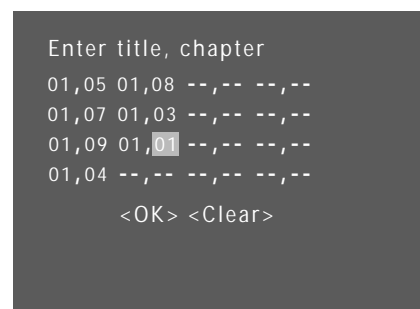 Enter title, chapter
01,05 01,08 --,-- --,--
01,07 01,03 --,-- --,--
01,09 01,01 --,-- --,--
01,04 --,-- --,-- --,--
<OK> <Clear>